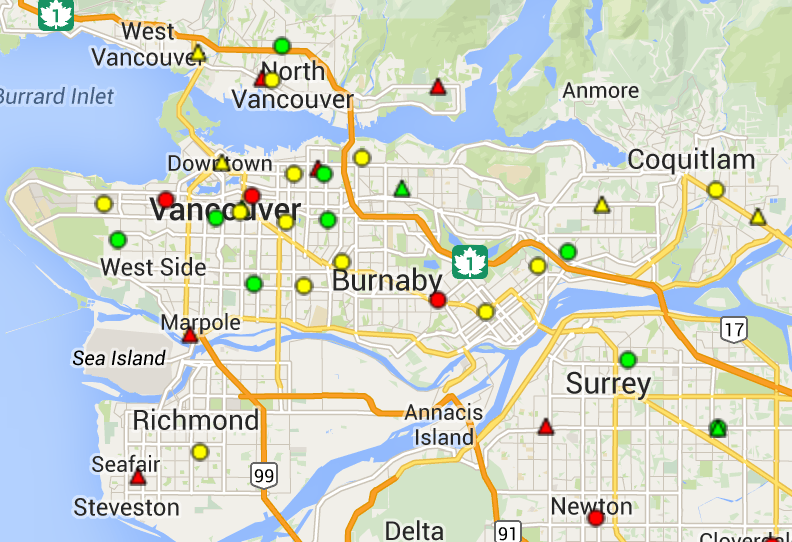 1
West
Vancouver
North
Vancouver
Burrard Inlet
Anmore
Downtown
Coquitlam
Vancouver
West Side
1
Burnaby
Marpole
17
Sea Island
Surrey
Richmond
Annacis
Island
Seafair
99
Steveston
Newton
Delta
91